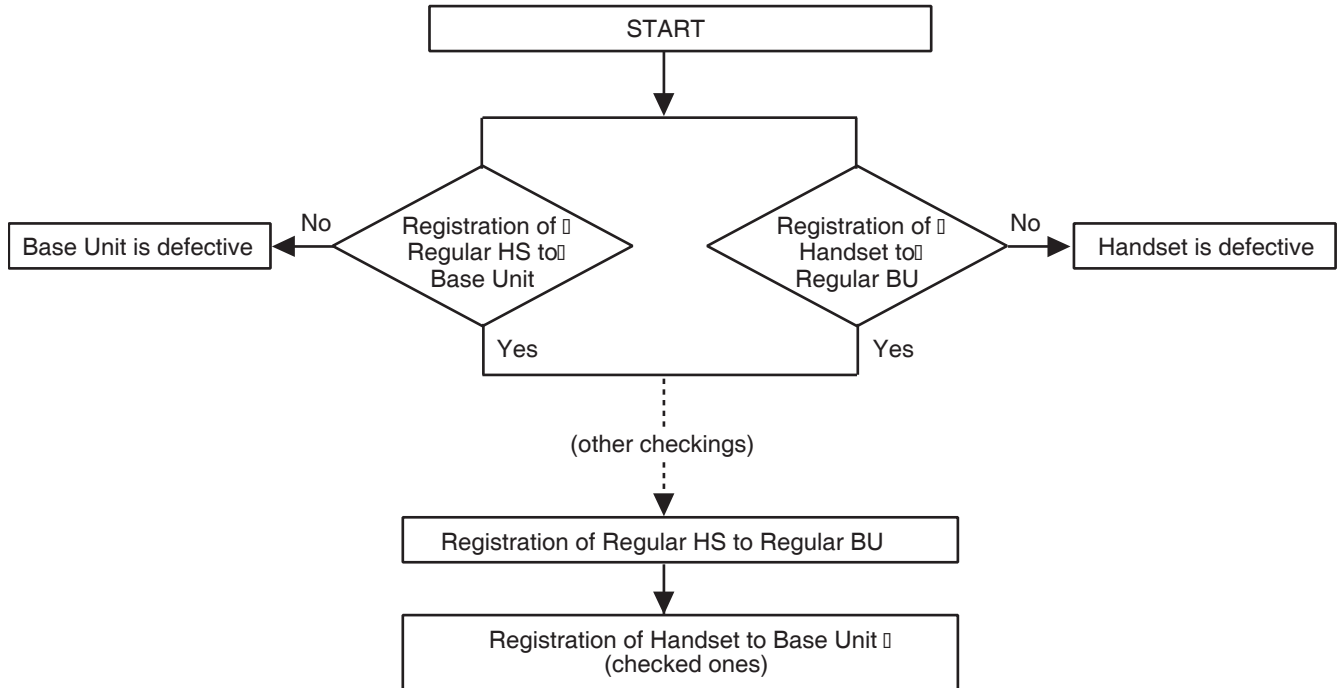 START
No
Base Unit is defective
Registration of ▯
Regular HS to▯
Base Unit
Yes
Registration of ▯
Handset to▯
Regular BU
Yes
No
Handset is defective
(other checkings)
Registration of Regular HS to Regular BU
Registration of Handset to Base Unit ▯
(checked ones)